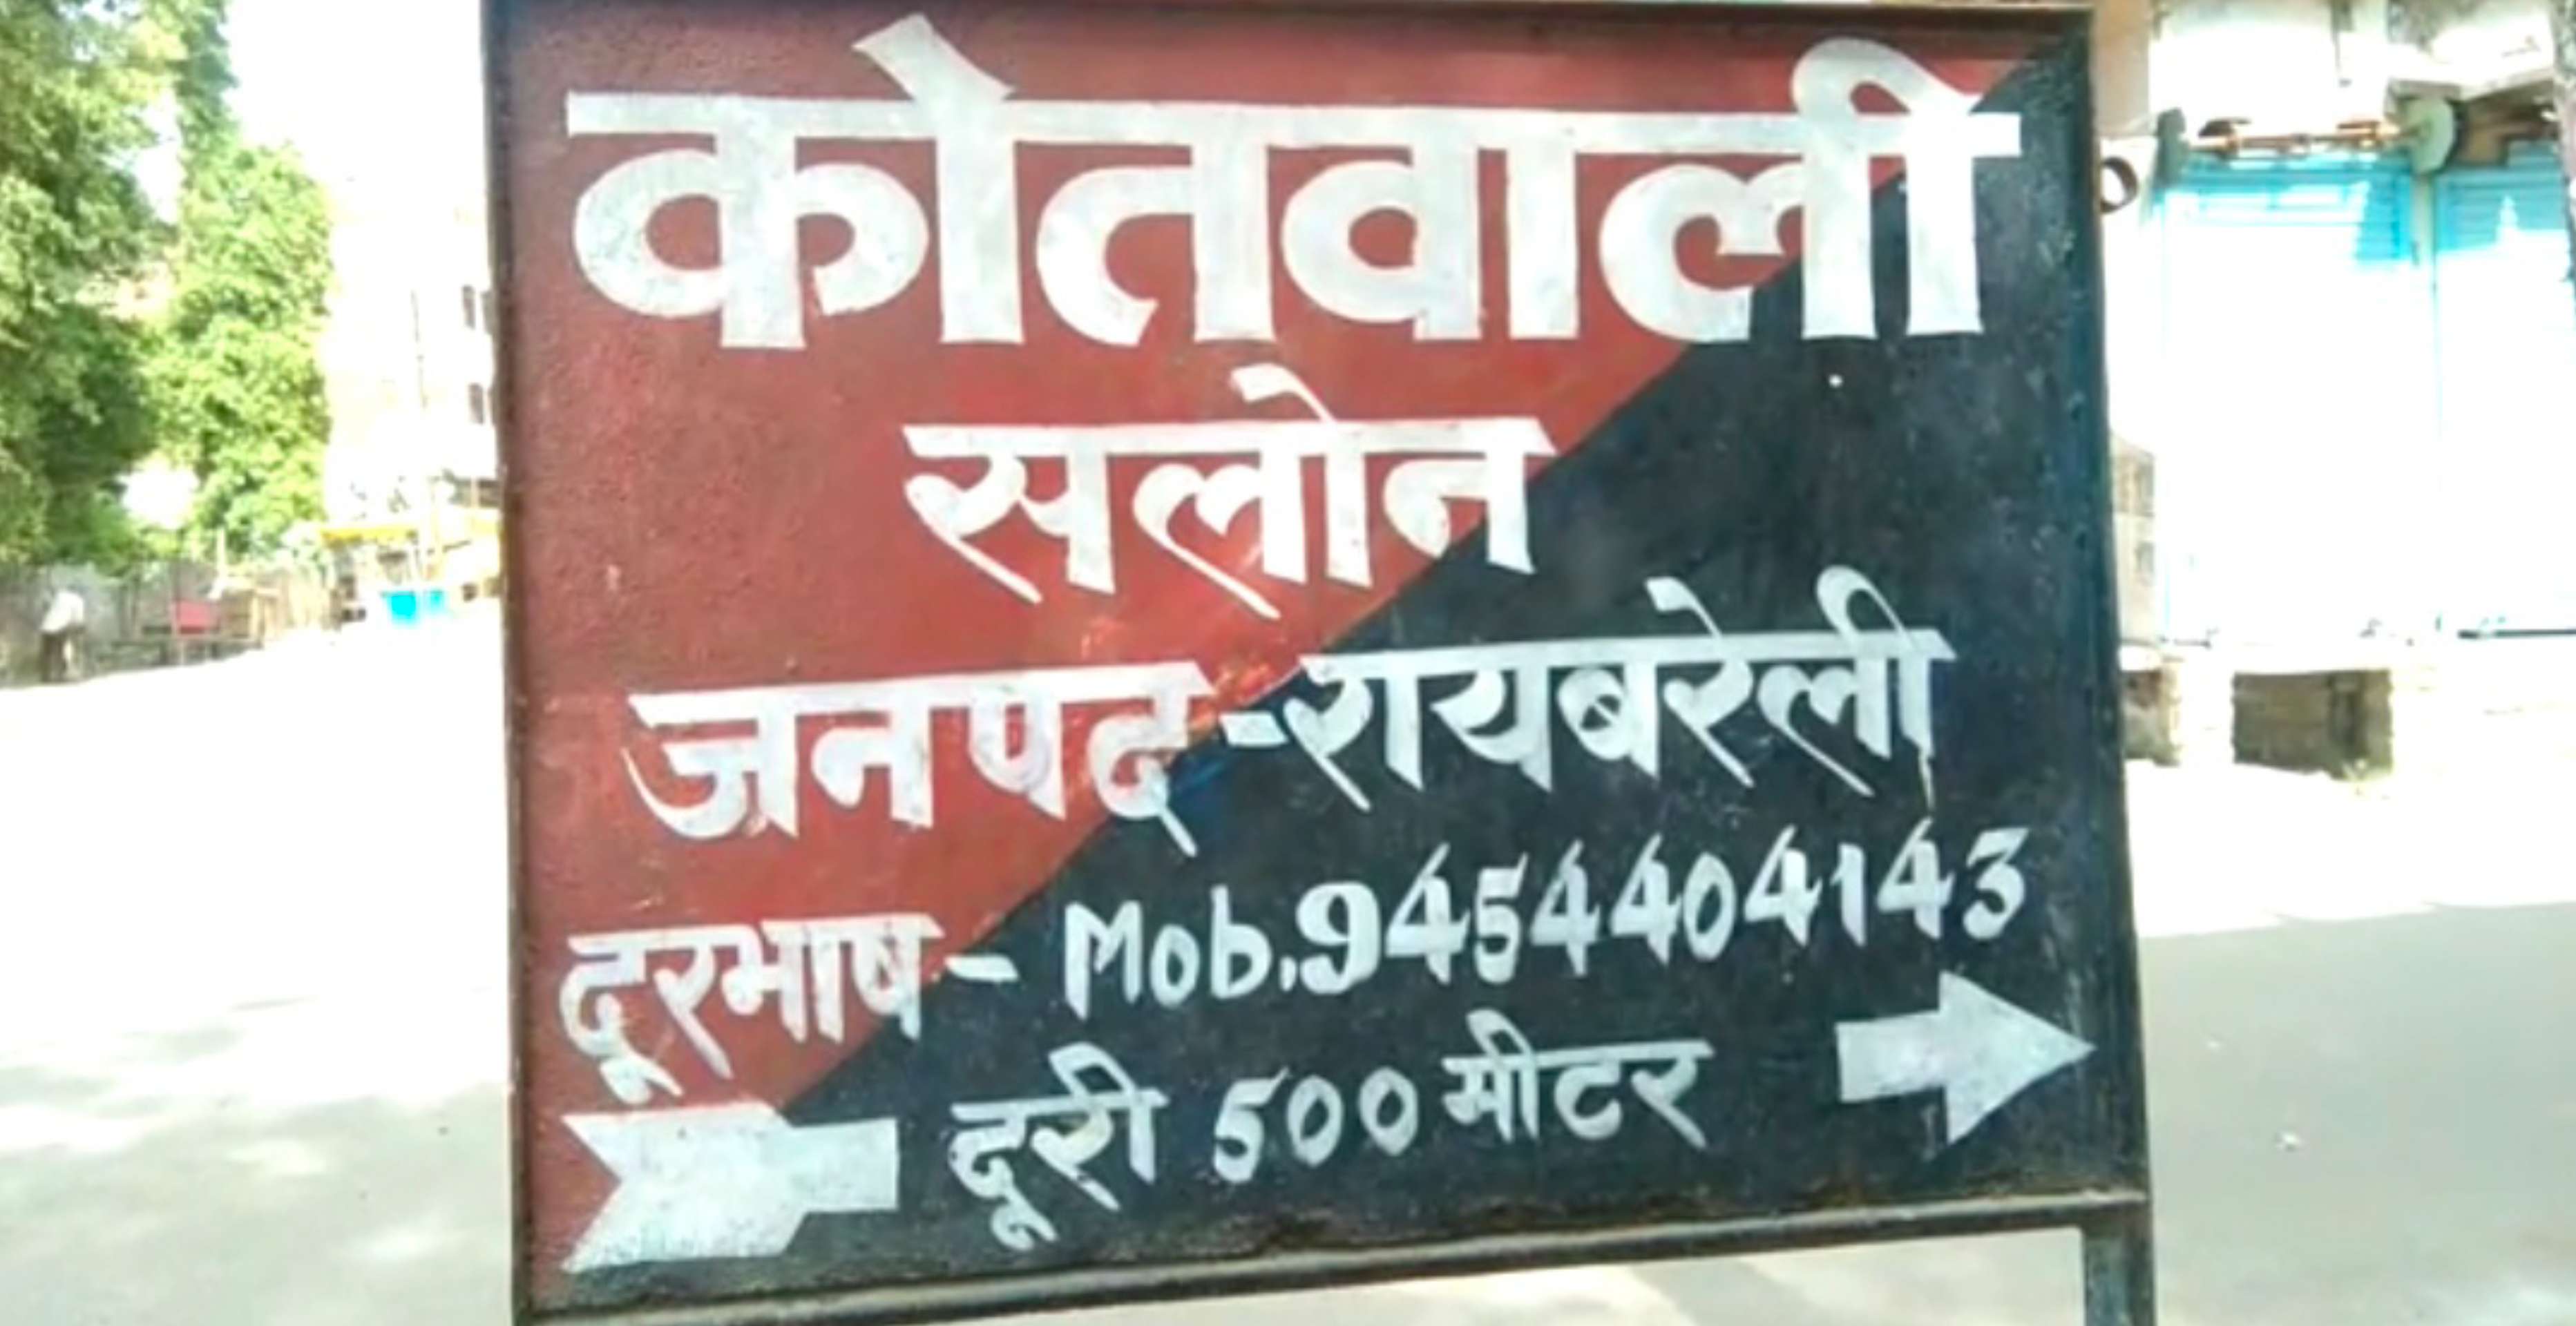 कोतवाली
सलोन
जनपद-रायबरेली
दूरभाष- Mob.9454404143
दूरी 500 मीटर